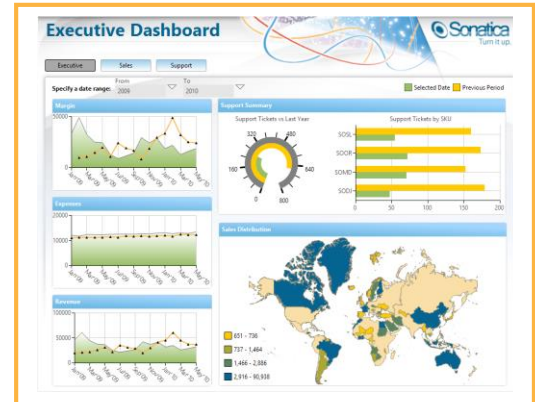 Executive Dashboard
Sonatica
Turn it up.
Executive Sales Support
Specify a date range: From 2009 To 2010
Selected Date Previous Period
Margin
50000
0
Expenses
20000
10000
0
Revenue
100000
50000
0
Support Summary
Support Tickets vs Last Year
320 480
160 640
0 800
Support Tickets by SKU
SOSL
SOOR
SOMD
SODJ
0 50 100 150 200
Sales Distribution
651 - 736
737 - 1,464
1,466 - 2,886
2,916 - 90,938